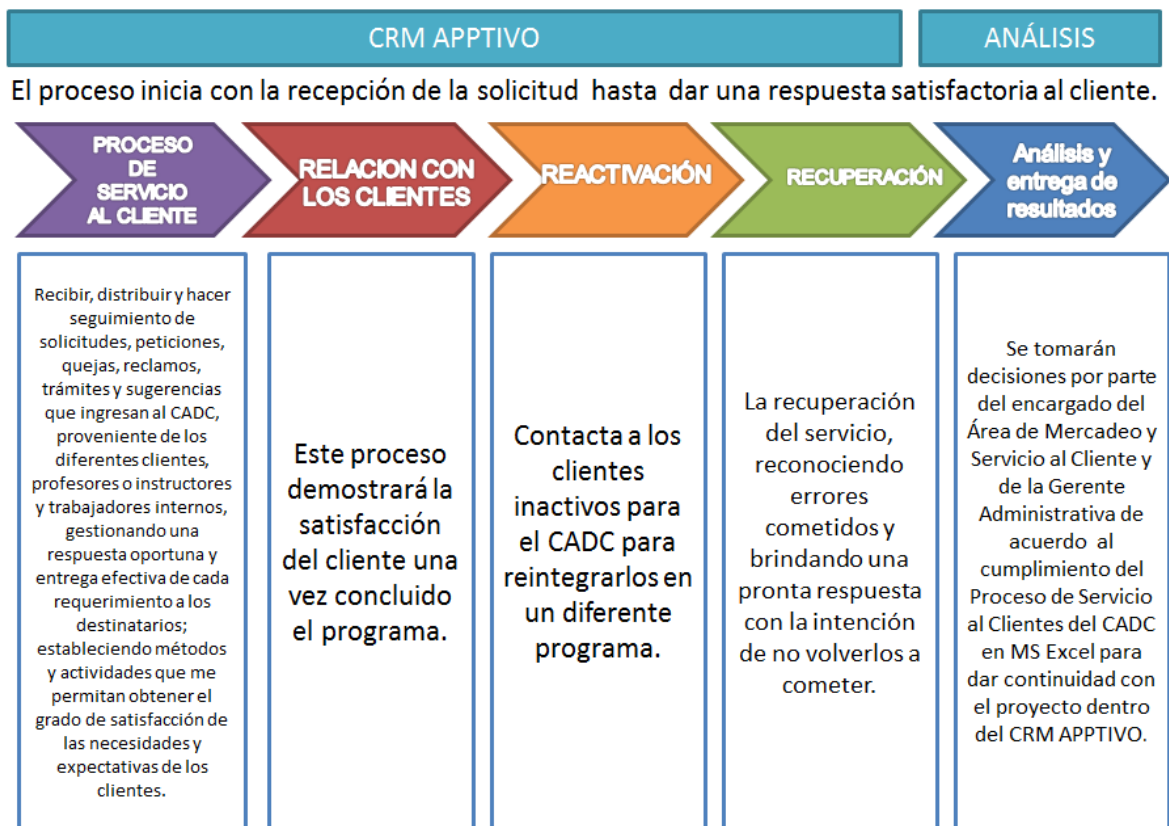 CRM APPTIVO
ANÁLISIS
El proceso inicia con la recepción de la solicitud hasta dar una respuesta satisfactoria al cliente.
PROCESO
DE
SERVICIO
AL CLIENTE
RELACION CON
LOS CLIENTES
REACTIVACIÓN
RECUPERACIÓN
Análisis y
entrega de
resultados
Recibir, distribuir y hacer
seguimiento de
solicitudes, peticiones,
quejas, reclamos,
trámites y sugerencias
que ingresan al CADC,
proveniente de los
diferentes clientes,
profesores o instructores
y trabajadores internos,
gestionando una
respuesta oportuna y
entrega efectiva de cada
requerimiento a los
destinatarios;
estableciendo métodos
y actividades que me
permitan obtener el
grado de satisfacción de
las necesidades y
expectativas de los
clientes.
Este proceso
demostrará la
satisfacción
del cliente una
vez concluido
el programa.
Contacta a los
clientes
inactivos para
el CADC para
reintegrarlos en
un diferente
programa.
La recuperación
del servicio,
reconociendo
errores
cometidos y
brindando una
pronta respuesta
con la intención
de no volverlos a
cometer.
Se tomarán
decisiones por parte
del encargado del
Área de Mercadeo y
Servicio al Cliente y
de la Gerente
Administrativa de
acuerdo al
cumplimiento del
Proceso de Servicio
al Clientes del CADC
en MS Excel para
dar continuidad con
el proyecto dentro
del CRM APPTIVO.